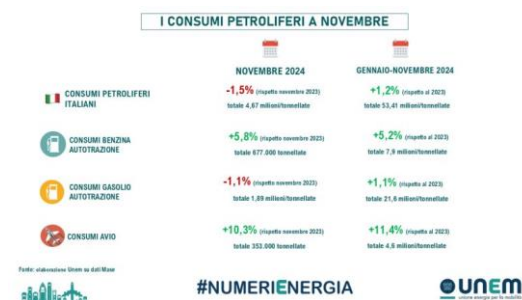 I CONSUMI PETROLIFERI A NOVEMBRE
NOVEMBRE 2024
GENNAIO-NOVEMBRE 2024
CONSUMI PETROLIFERI
ITALIANI
-1,5% (rispetto novembre 2023)
totale 4,67 milioni/tonnellate
+1,2% (rispetto al 2023)
totale 53,41 milioni/tonnellate
CONSUMI BENZINA
AUTOTRAZIONE
+5,8% (rispetto novembre 2023)
totale 677.000 tonnellate
+5,2% (rispetto al 2023)
totale 7,9 milioni/tonnellate
CONSUMI GASOLIO
AUTOTRAZIONE
-1,1% (rispetto novembre 2023)
totale 1,89 milioni/tonnellate
+1,1% (rispetto al 2023)
totale 21,6 milioni/tonnellate
CONSUMI AVIO
+10,3% (rispetto novembre 2023)
totale 353.000 tonnellate
+11,4% (rispetto al 2023)
totale 4,6 milioni/tonnellate
Fonte: elaborazione Unem su dati Mase
#NUMERIENERGIA
UNEM
unione energie per la mobilità